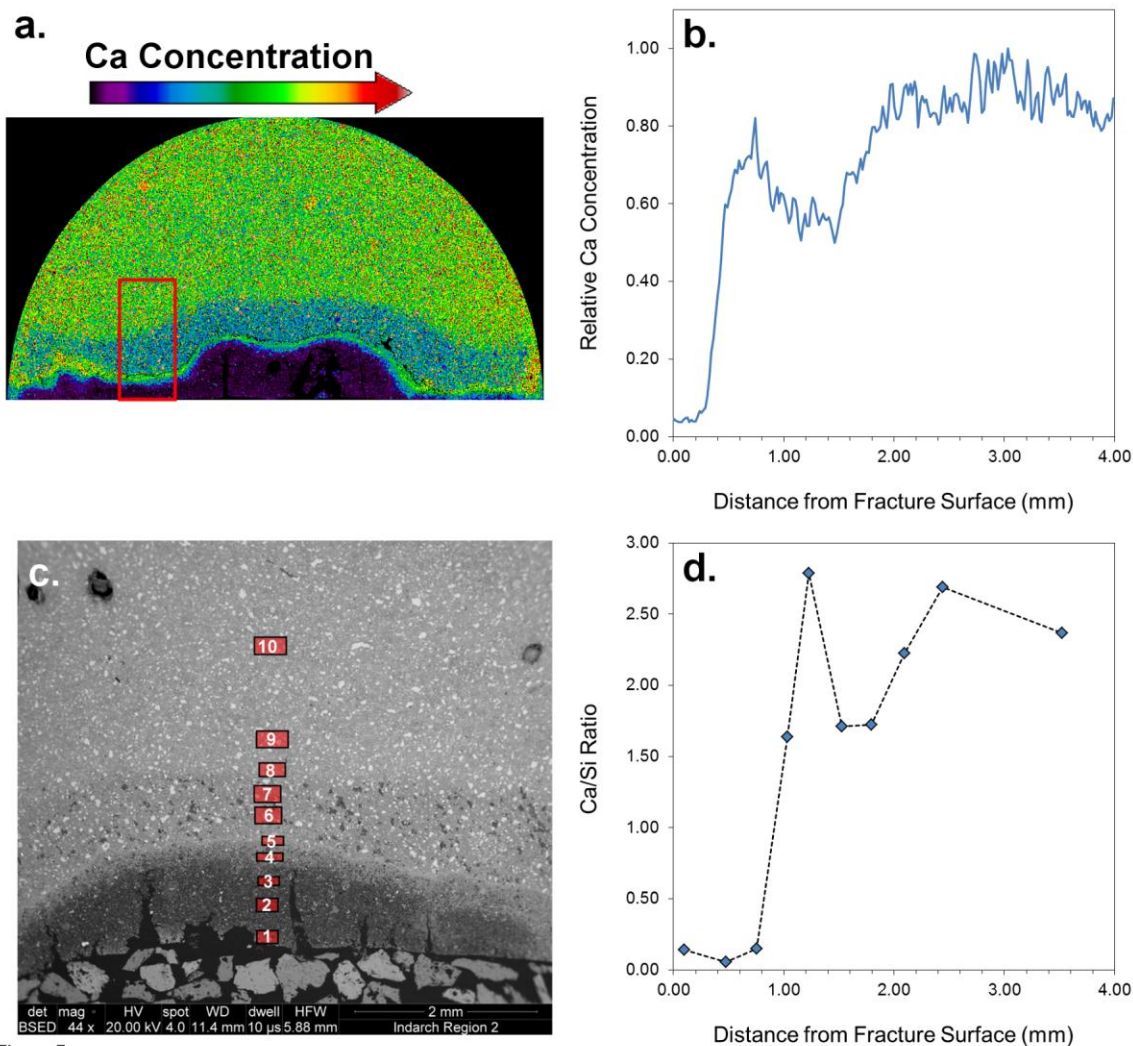 a.
Ca Concentration
b.
1.00
0.80
0.60
0.40
0.20
0.00
0.00 1.00 2.00 3.00 4.00
Relative Ca Concentration
Distance from Fracture Surface (mm)
c.
10
9
8
7
6
5
4
3
2
1
det mag HV spot WD dwell HFW 2 mm
BSED 44 x 20.00 kV 4.0 11.4 mm 10 µs 5.88 mm Indarch Region 2
d.
3.00
2.50
2.00
1.50
1.00
0.50
0.00
0.00 1.00 2.00 3.00 4.00
Ca/Si Ratio
Distance from Fracture Surface (mm)